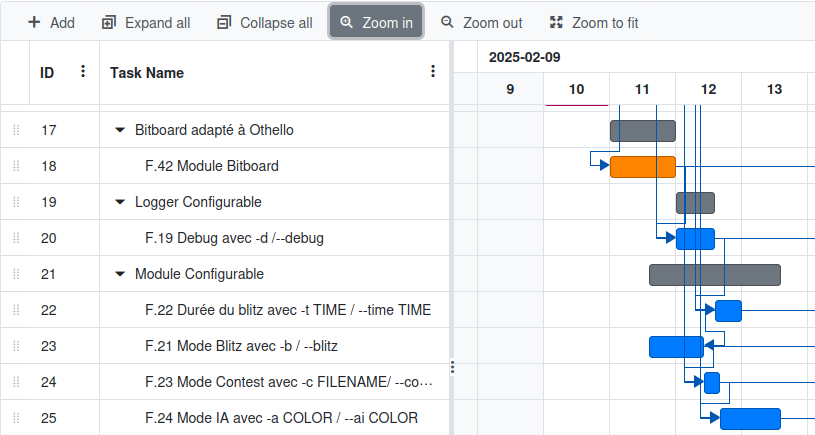 Add Expand all Collapse all Zoom in Zoom out Zoom to fit
ID Task Name 2025-02-09
9 10 11 12 13
17 Bitboard adapté à Othello
18 F.42 Module Bitboard
19 Logger Configurable
20 F.19 Debug avec -d /--debug
21 Module Configurable
22 F.22 Durée du blitz avec -t TIME / --time TIME
23 F.21 Mode Blitz avec -b / --blitz
24 F.23 Mode Contest avec -c FILENAME/ --co…
25 F.24 Mode IA avec -a COLOR / --ai COLOR